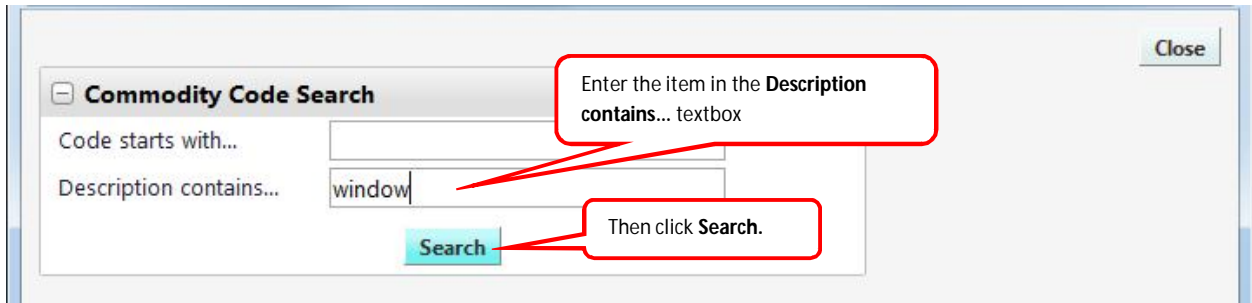 Close
Commodity Code Search
Enter the item in the Description
contains... textbox
Code starts with...
Description contains...
window
Then click Search.
Search